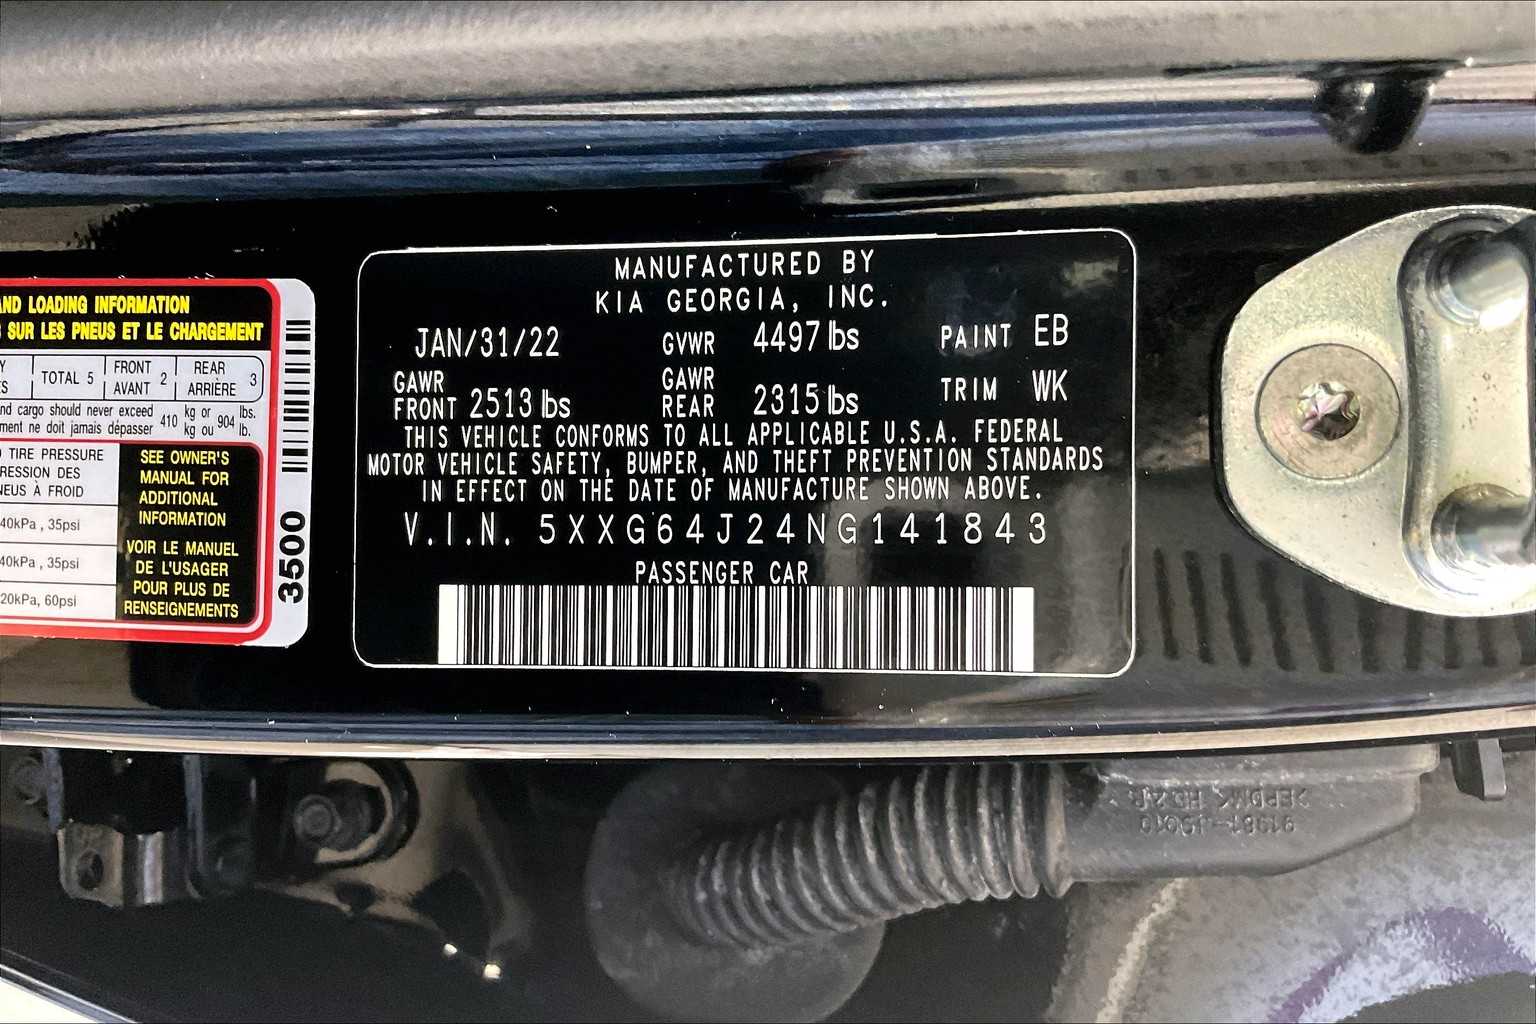 AND LOADING INFORMATION
SUR LES PNEUS ET LE CHARGEMENT
TOTAL 5
FRONT
AVANT 2
REAR
ARRIÈRE 3
and cargo should never exceed 410 kg or 904 lbs.
ne doit jamais dépasser kg ou lb.
TIRE PRESSURE
DES
À FROID
40kPa , 35psi
40kPa , 35psi
20kPa, 60psi
SEE OWNER'S
MANUAL FOR
ADDITIONAL
INFORMATION
VOIR LE MANUEL
DE L'USAGER
POUR PLUS DE
RENSEIGNEMENTS
3500
MANUFACTURED BY
KIA GEORGIA, INC.
JAN/31/22 GVWR 4497 lbs PAINT EB
GAWR FRONT 2513 lbs GAWR REAR 2315 lbs TRIM WK
THIS VEHICLE CONFORMS TO ALL APPLICABLE U.S.A. FEDERAL
MOTOR VEHICLE SAFETY, BUMPER, AND THEFT PREVENTION STANDARDS
IN EFFECT ON THE DATE OF MANUFACTURE SHOWN ABOVE.
V.I.N. 5XXG64J24NG141843
PASSENGER CAR